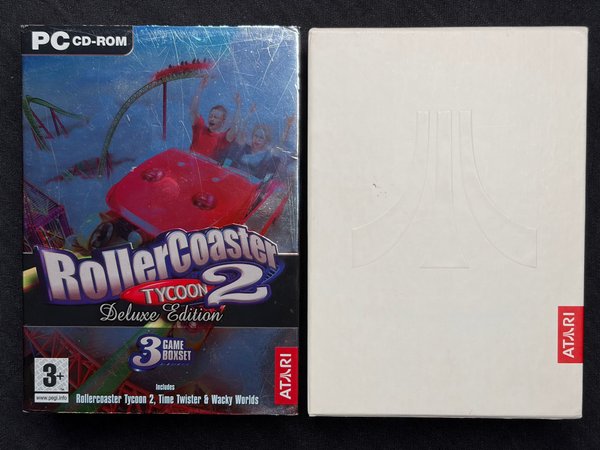 PC CD-ROM
RollerCoaster
TYCOON 2
Deluxe Edition
3 GAME
BOXSET
3+
www.pegi.info
Includes
Rollercoaster Tycoon 2, Time Twister & Wacky Worlds
ATARI
ATARI